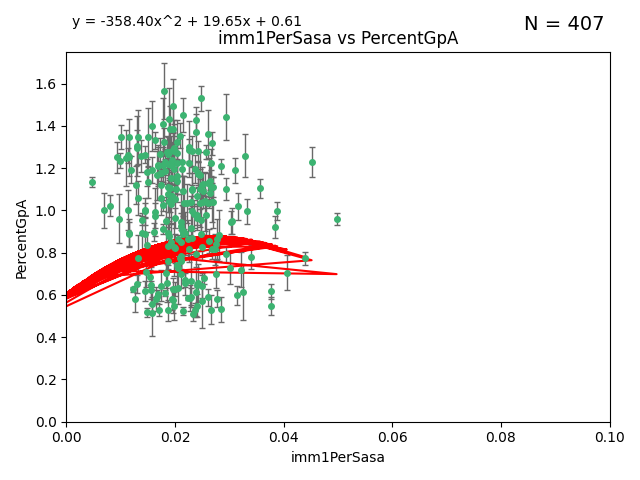 y = -358.40x^2 + 19.65x + 0.61
N = 407
imm1PerSasa vs PercentGpA
PercentGpA
1.6
1.4
1.2
1.0
0.8
0.6
0.4
0.2
0.0
0.00 0.02 0.04 0.06 0.08 0.10
imm1PerSasa